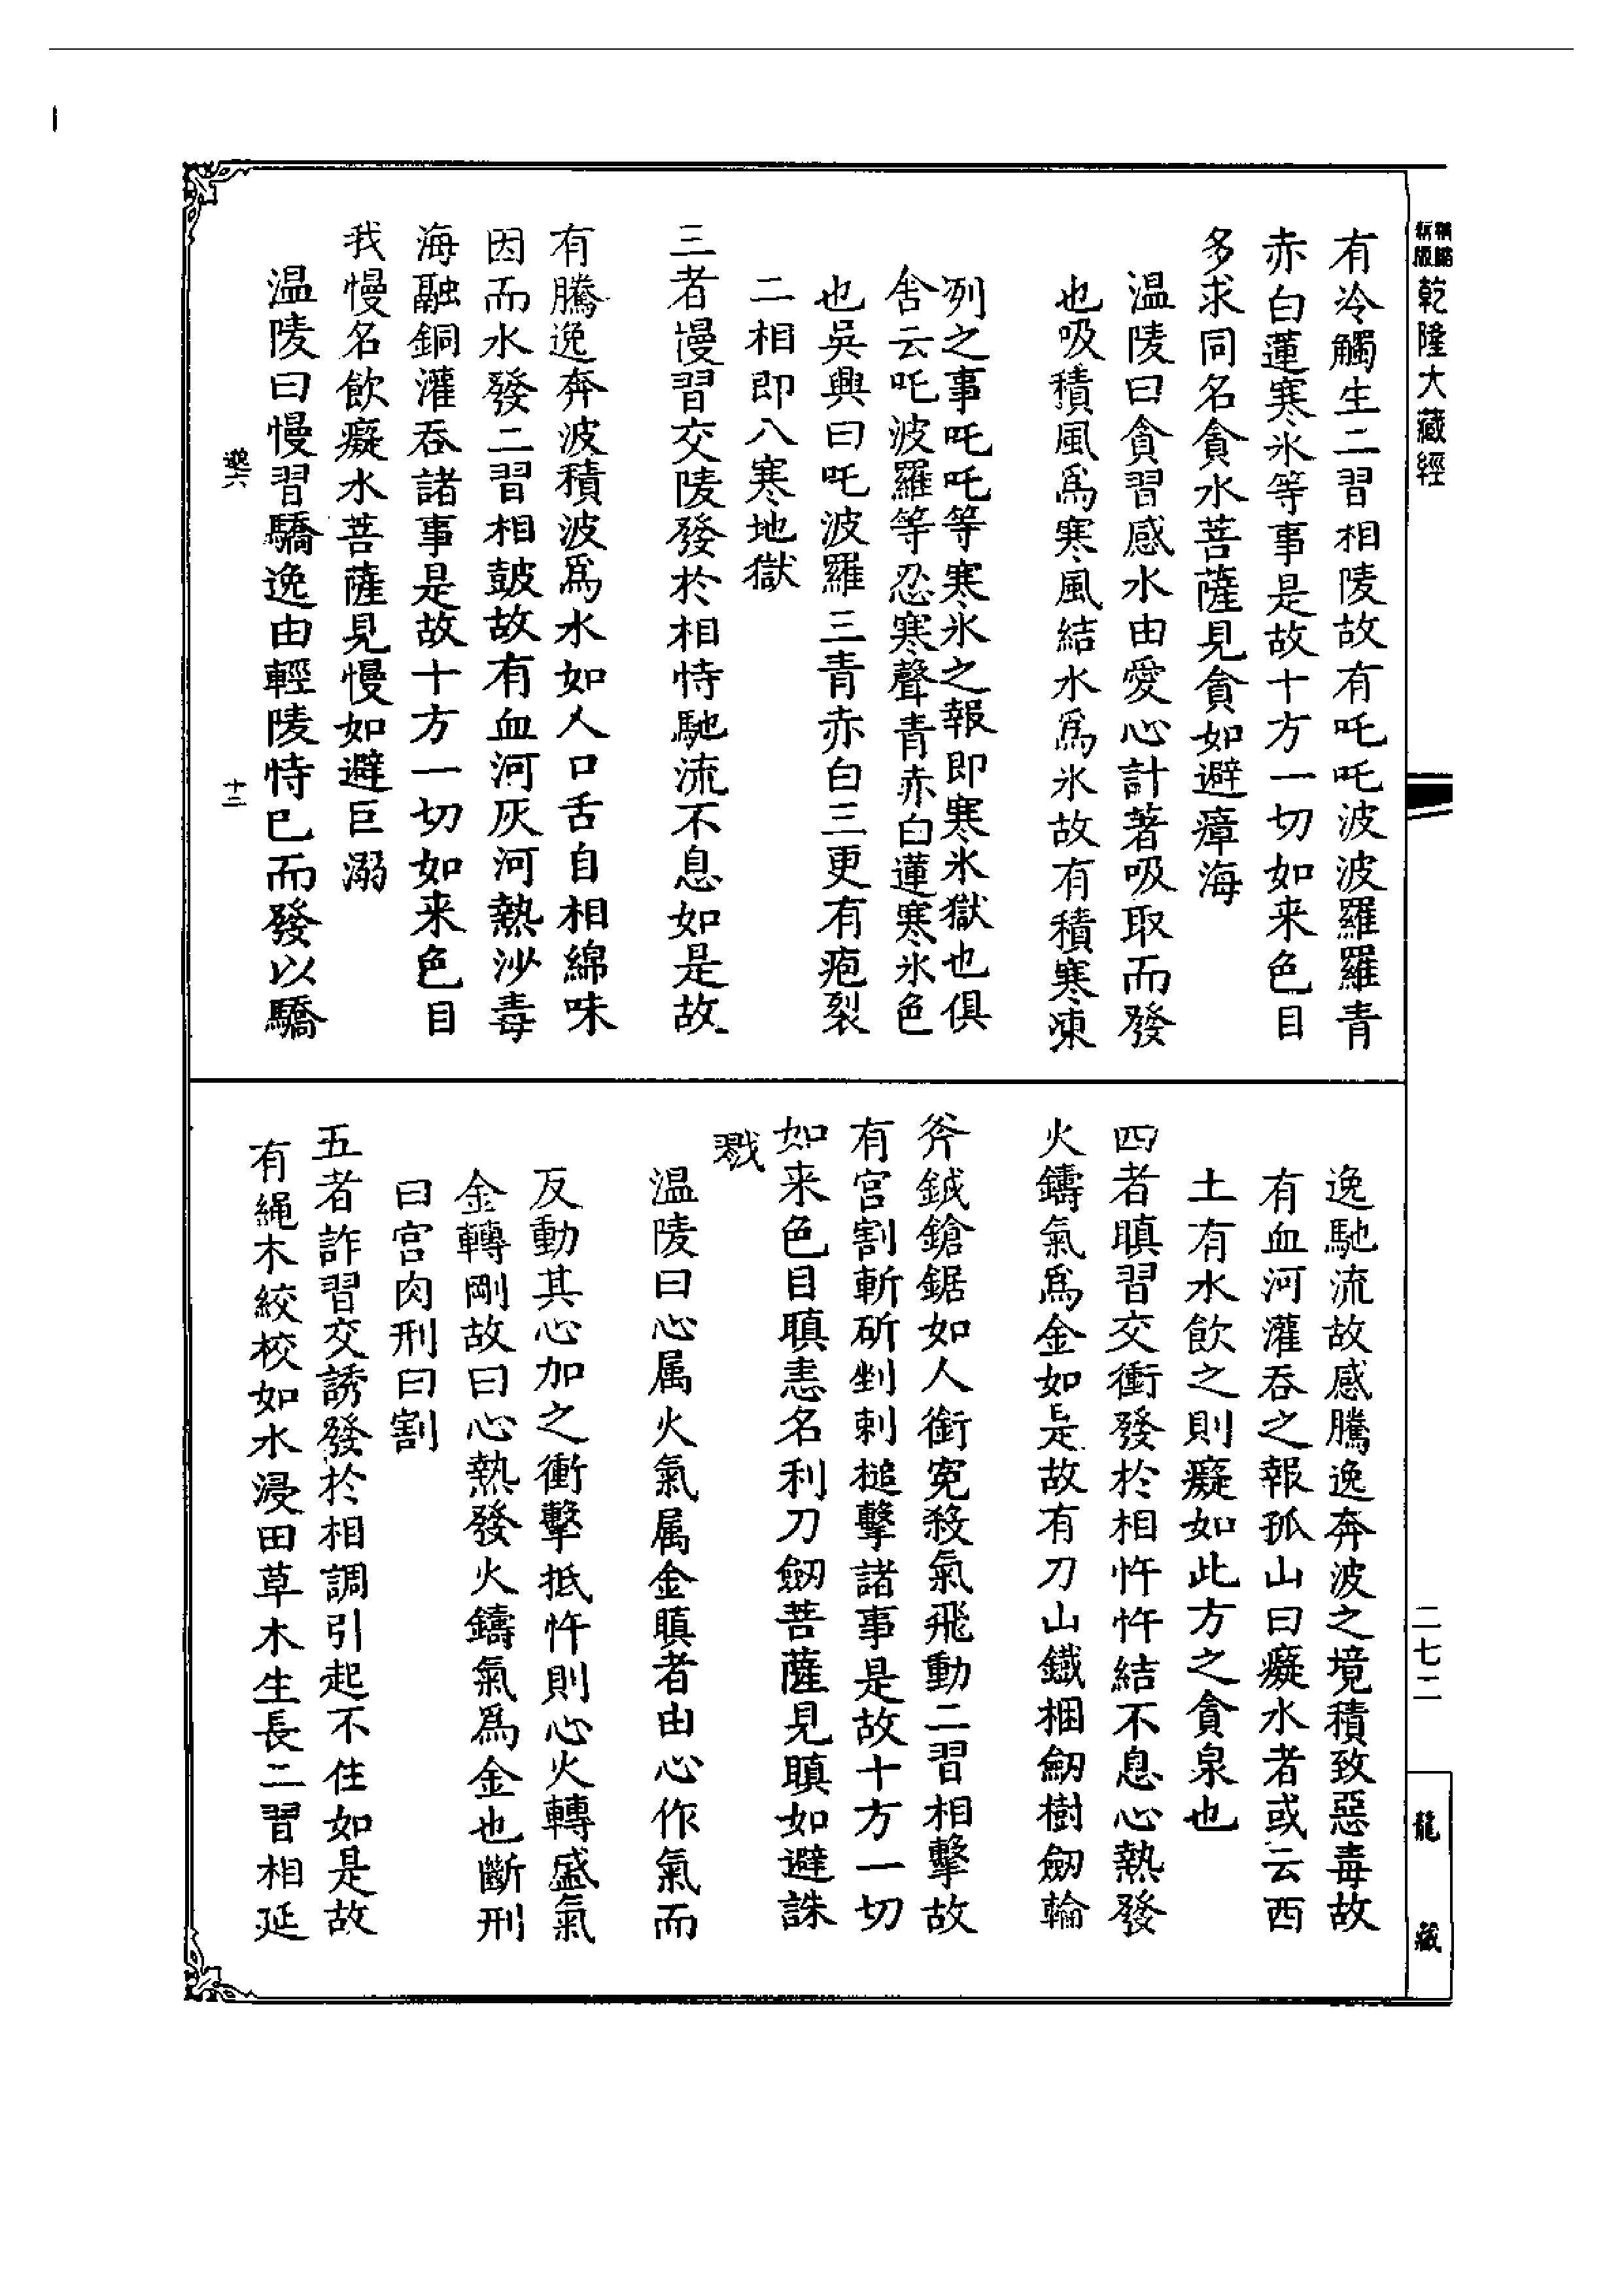 乾隆大藏經
有冷觸生二習相陵故有吒吒波波羅羅青
赤白蓮寒氷等事是故十方一切如来色目
多求同名貪水菩薩見貪如避瘴海
温陵曰貪習感水由愛心計著吸取而發
也吸積風爲寒風結水爲氷故有積寒凍
冽之事吒吒等寒氷之報即寒氷獄也俱
舍云吒波羅等忍寒聲青赤白蓮寒氷色
也吳興曰吒波羅三青赤白三更有疱裂
二相即八寒地獄
三者謾習交陵發於相恃馳流不息如是故
有騰逸奔波積波爲水如人口舌自相綿味
因而水發二習相鼓故有血河灰河熱沙毒
海融銅灌吞諸事是故十方一切如来色目
我慢名飲癡水菩薩見慢如避巨溺
温陵曰慢習驕逸由輕陵恃已而發以驕
十二
逸馳流故感騰逸奔波之境積致惡毒故
有血河灌吞之報孤山曰癡水者或云西
土有水飲之則癡如此方之貪泉也
四者瞋習交衝發於相忤忤結不息心熱發
火鑄氣爲金如是故有刀山鐵梱劒樹劒輪
斧鉞鎗鋸如人銜寃殺氣飛動二習相擊故
有宮割斬斫剉刺槌擊諸事是故十方一切
如来色目瞋恚名利刀劒菩薩見瞋如避誅
戮
温陵曰心属火氣属金瞋者由心作氣而
反動其心加之衝擊抵忤則心火轉盛氣
金轉剛故曰心熱發火鑄氣爲金也斷刑
曰宮肉刑曰割
五者詐習交誘發於相調引起不住如是故
有繩木絞校如水浸田草木生長二習相延
二七二
龍藏